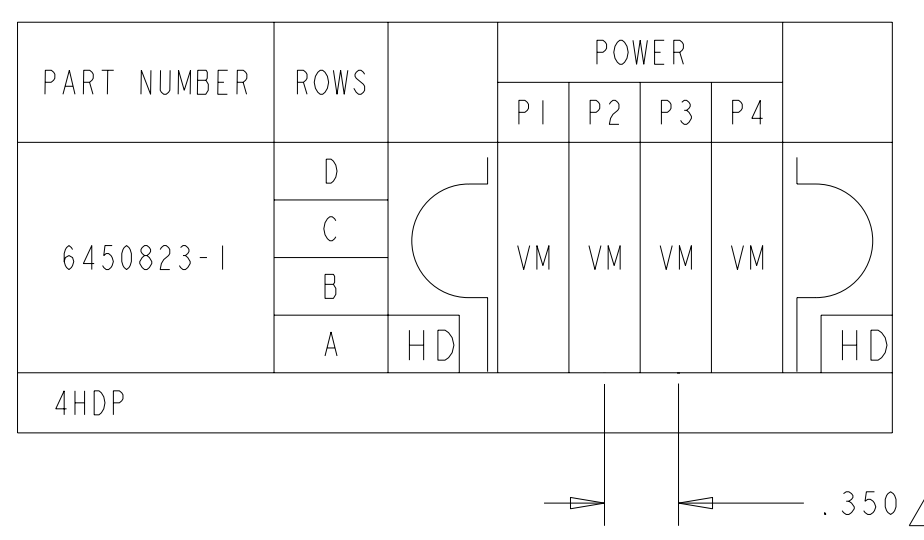 POWER
PART NUMBER ROWS
P1 P2 P3 P4
D
C
6450823-1 VM VM VM VM
B
A HD HD
4HDP
.350